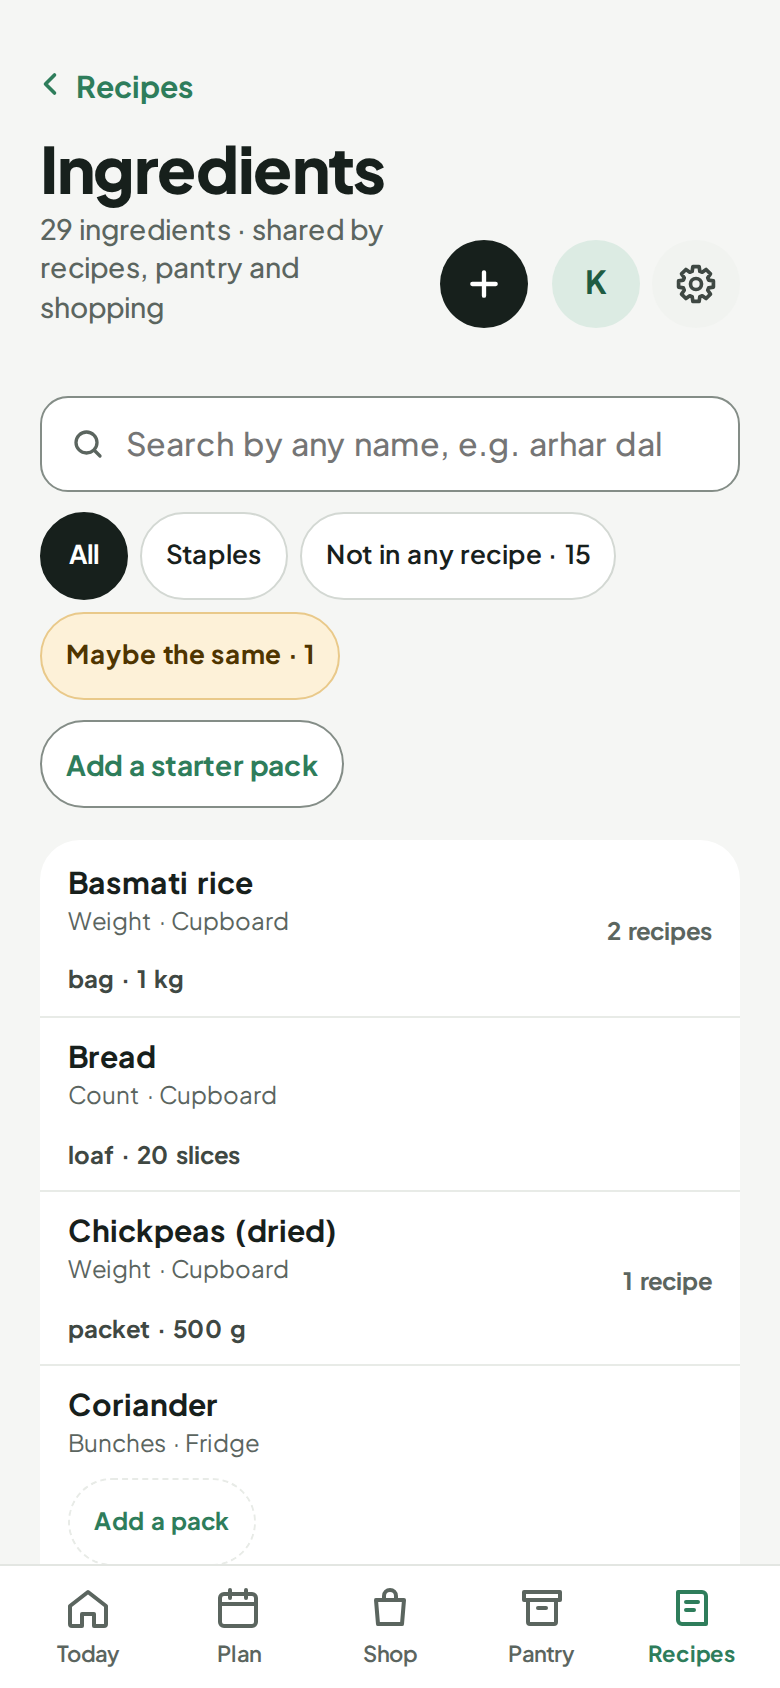 Recipes
Ingredients
29 ingredients · shared by
recipes, pantry and
shopping
K
Search by any name, e.g. arhar dal
All
Staples
Not in any recipe · 15
Maybe the same · 1
Add a starter pack
Basmati rice
Weight · Cupboard
2 recipes
bag · 1 kg
Bread
Count · Cupboard
loaf · 20 slices
Chickpeas (dried)
Weight · Cupboard
1 recipe
packet · 500 g
Coriander
Bunches · Fridge
Add a pack
Today
Plan
Shop
Pantry
Recipes